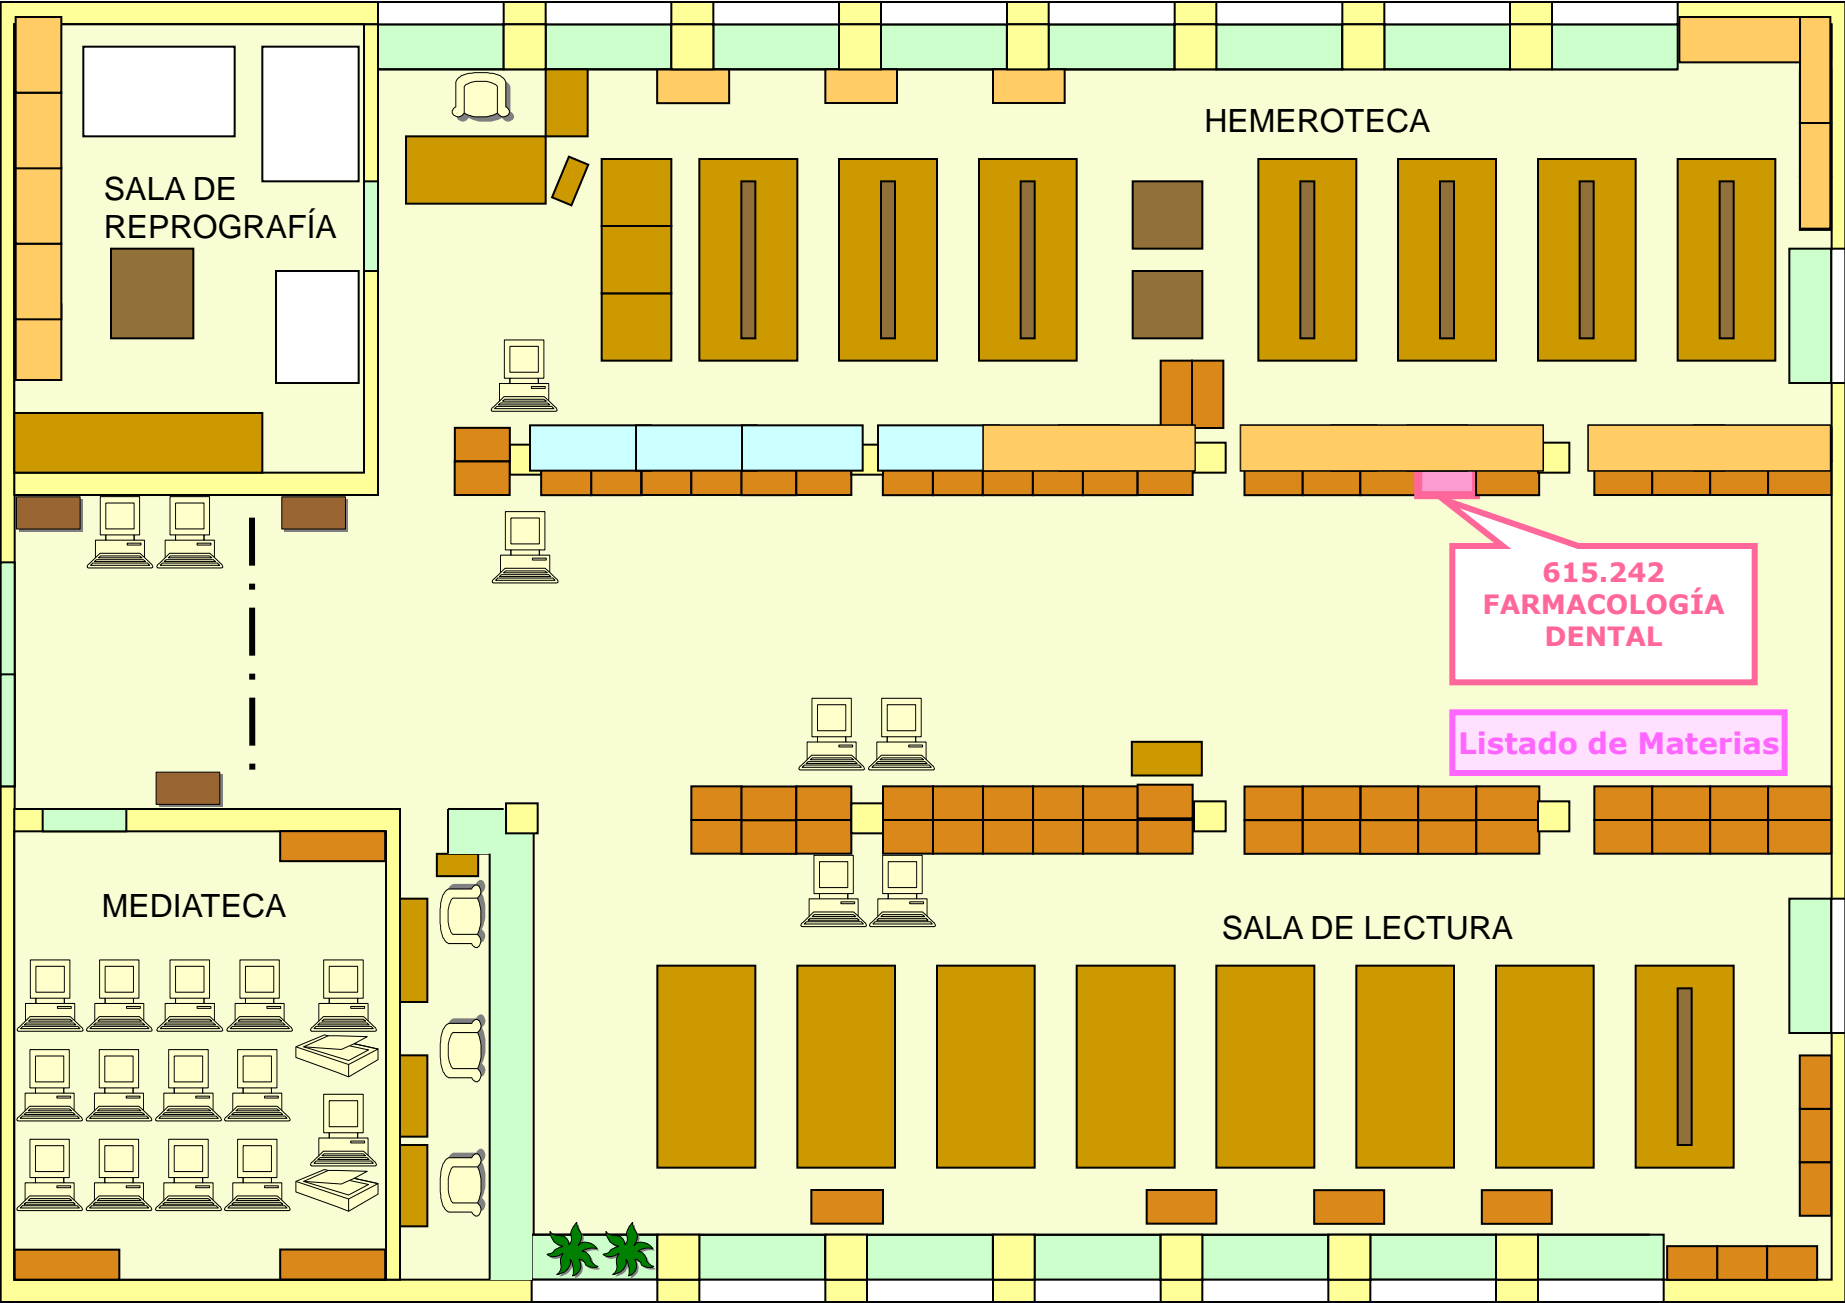 HEMEROTECA
SALA DE
REPROGRAFÍA
615.242
FARMACOLOGÍA
DENTAL
Listado de Materias
MEDIATECA
SALA DE LECTURA